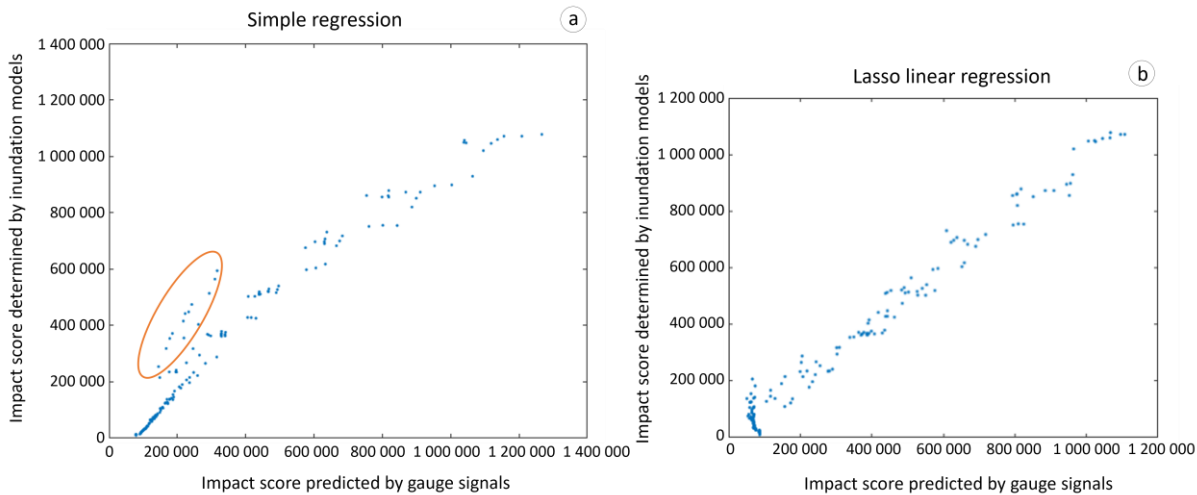 Simple regression
a
Impact score determined by inundation models
1 400 000
1 200 000
1 000 000
800 000
600 000
400 000
200 000
0
0 200 000 400 000 600 000 800 000 1 000 000 1 200 000 1 400 000
Impact score predicted by gauge signals
Lasso linear regression
b
Impact score determined by inundation models
1 200 000
1 000 000
800 000
600 000
400 000
200 000
0
0 200 000 400 000 600 000 800 000 1 000 000 1 200 000
Impact score predicted by gauge signals